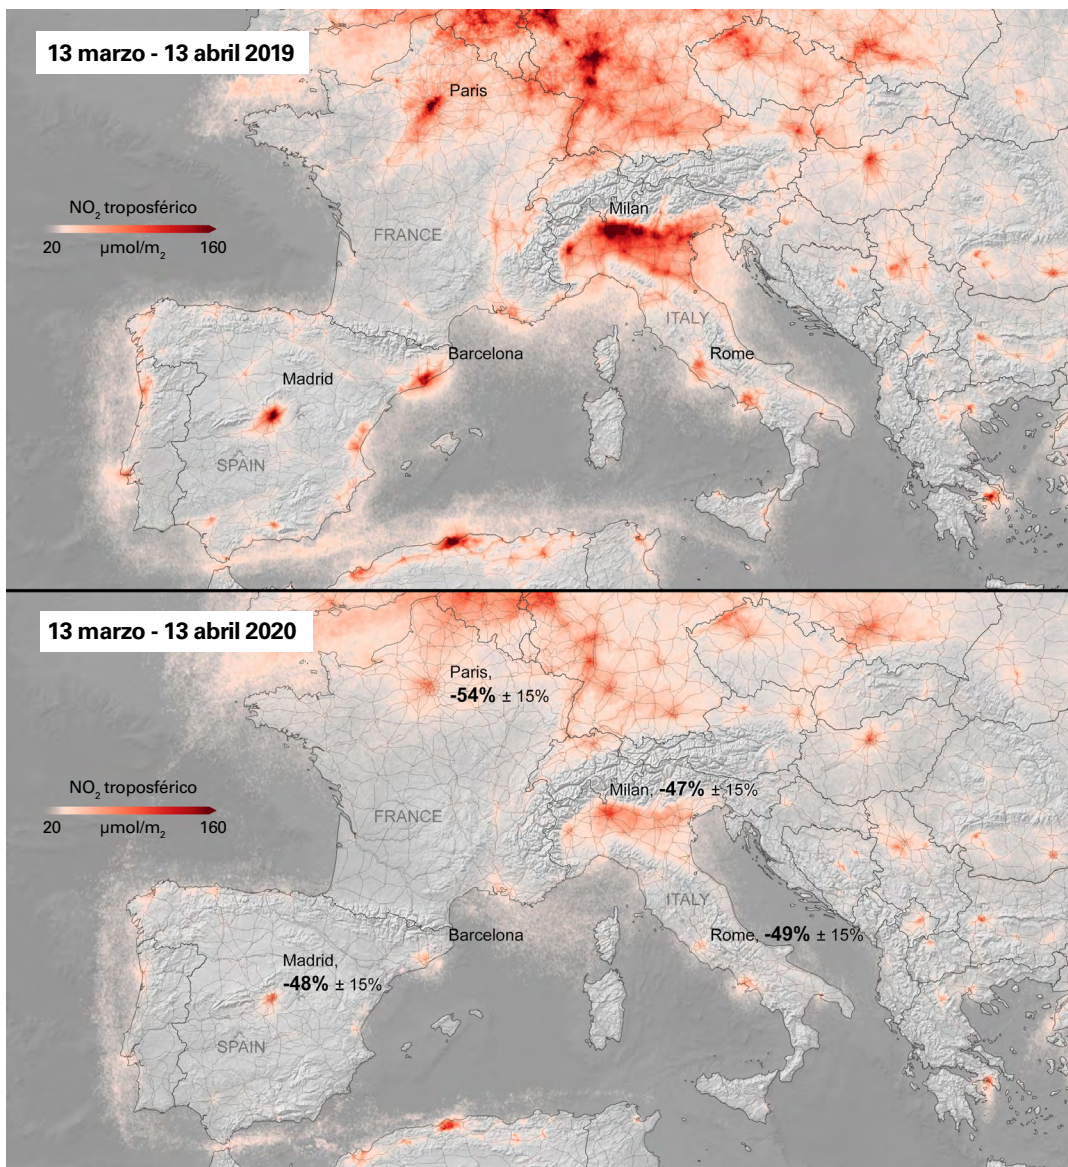 13 marzo - 13 abril 2019
Paris
NO₂ troposférico
20 µmol/m₂ 160
Milan
FRANCE
ITALY
Barcelona
Rome
Madrid
SPAIN
13 marzo - 13 abril 2020
Paris,
-54% ± 15%
NO₂ troposférico
20 µmol/m₂ 160
Milan, -47% ± 15%
FRANCE
ITALY
Barcelona
Rome, -49% ± 15%
Madrid,
-48% ± 15%
SPAIN